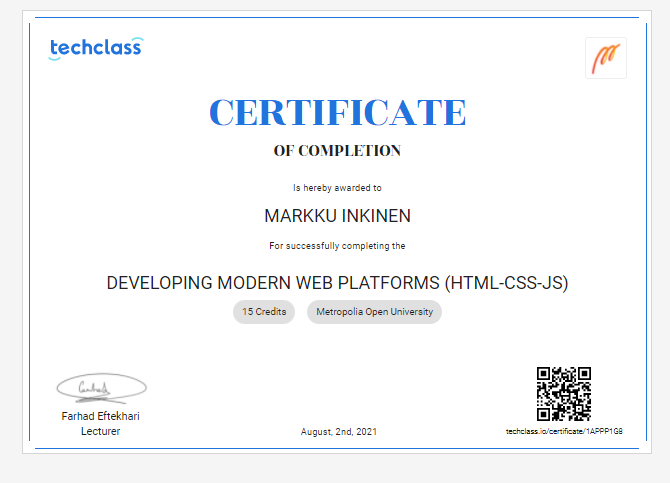 techclass
CERTIFICATE
OF COMPLETION
Is hereby awarded to
MARKKU INKINEN
For successfully completing the
DEVELOPING MODERN WEB PLATFORMS (HTML-CSS-JS)
15 Credits Metropolia Open University
Farhad Eftekhari
Lecturer
August, 2nd, 2021
techclass.io/certificate/1APPP1G8